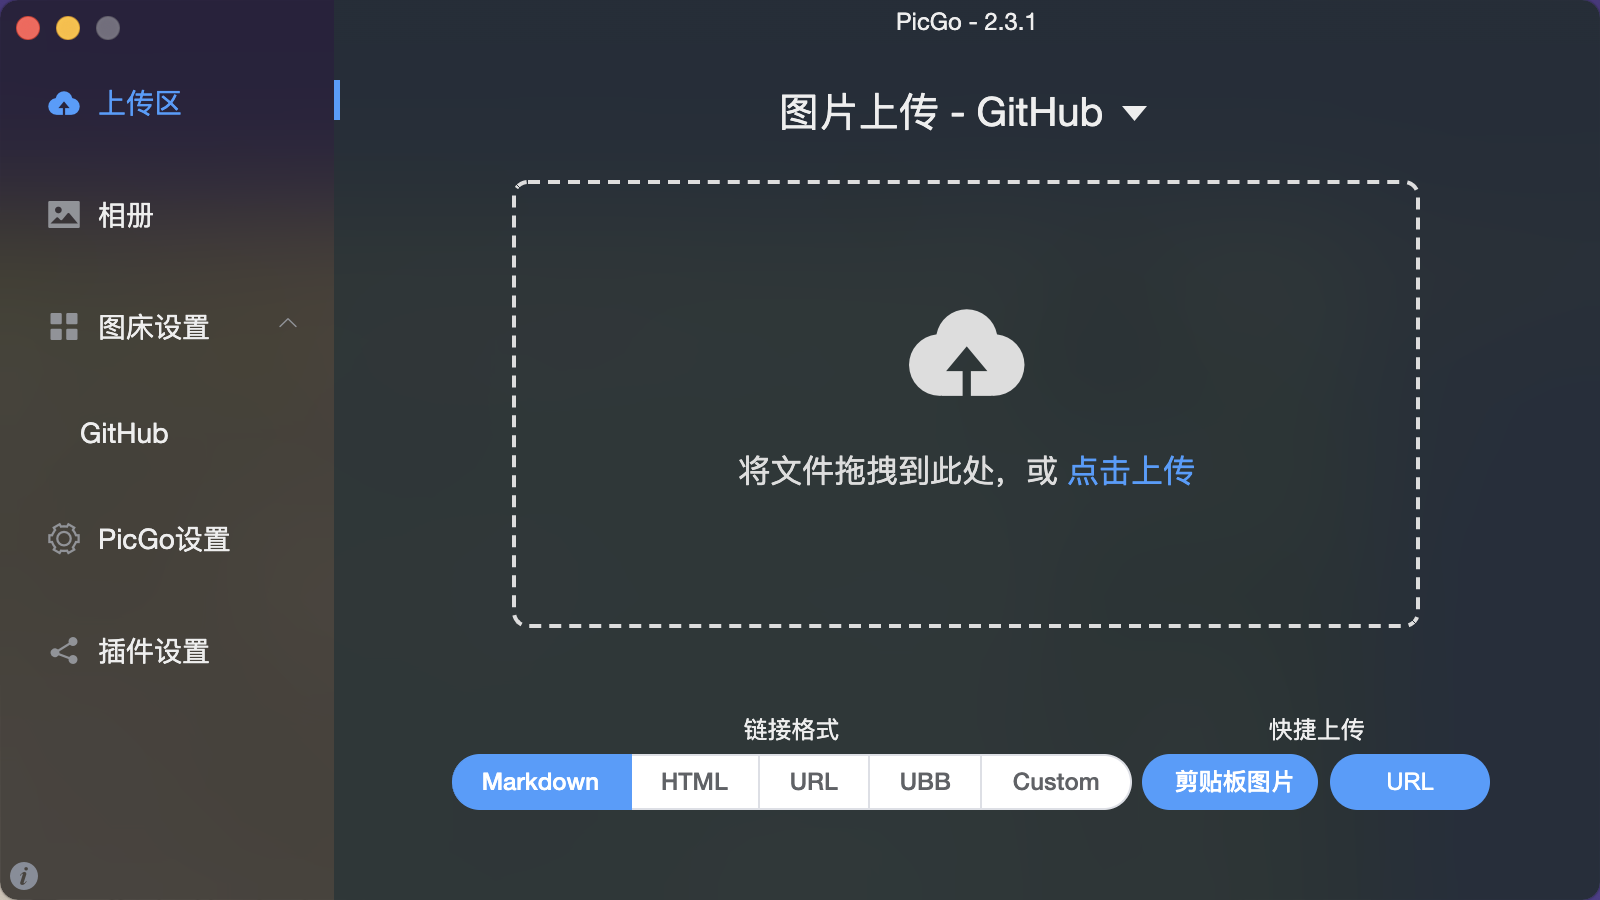 PicGo - 2.3.1
上传区
相册
图床设置
GitHub
PicGo设置
插件设置
图片上传 - GitHub
将文件拖拽到此处，或 点击上传
链接格式
Markdown HTML URL UBB Custom
快捷上传
剪贴板图片 URL